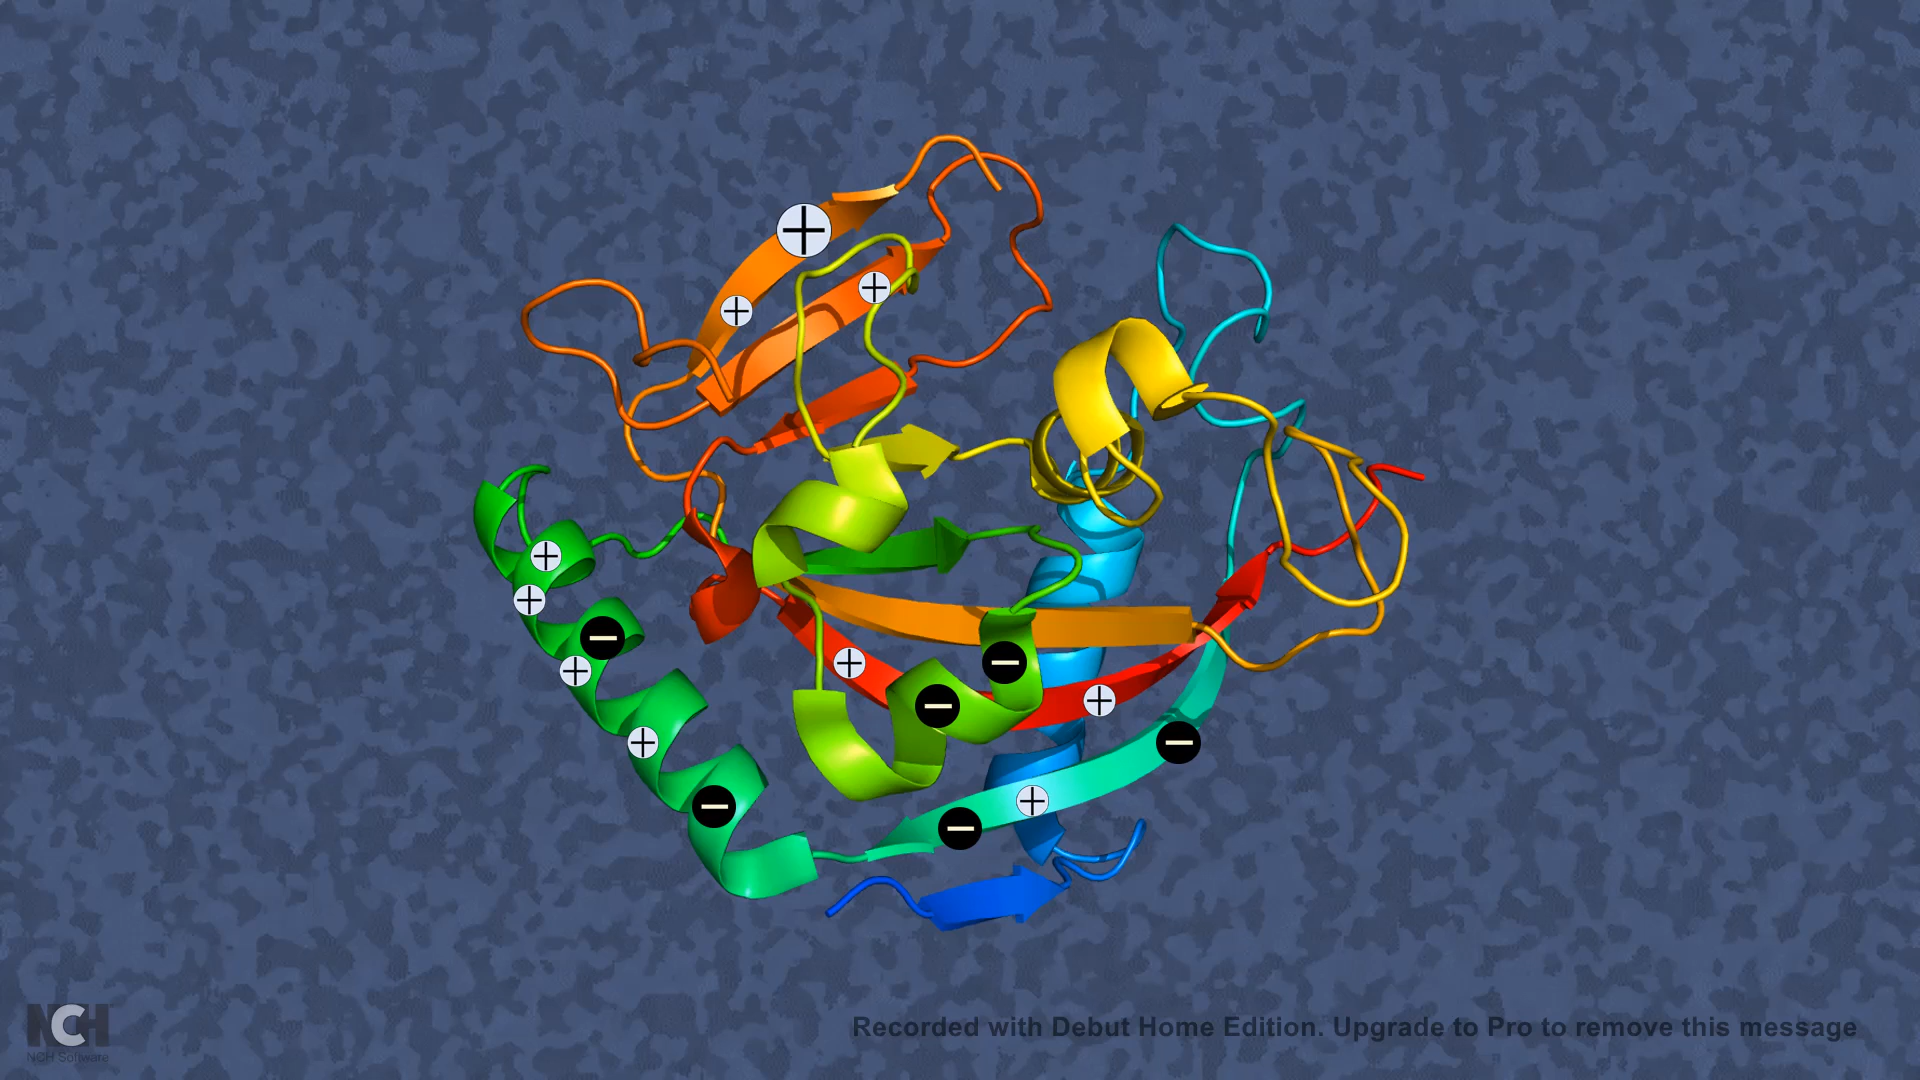 NCH
NCH Software
Recorded with Debut Home Edition. Upgrade to Pro to remove this message